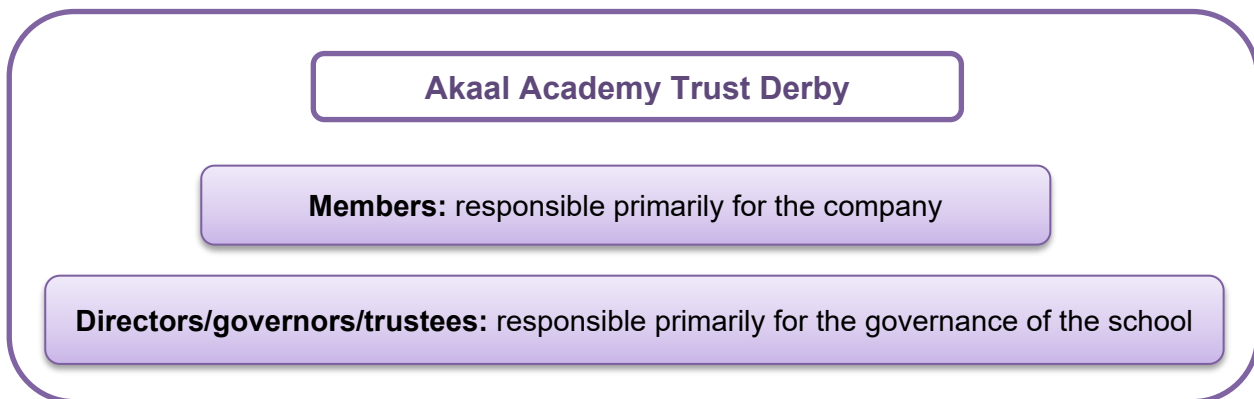 Akaal Academy Trust Derby
Members: responsible primarily for the company
Directors/governors/trustees: responsible primarily for the governance of the school